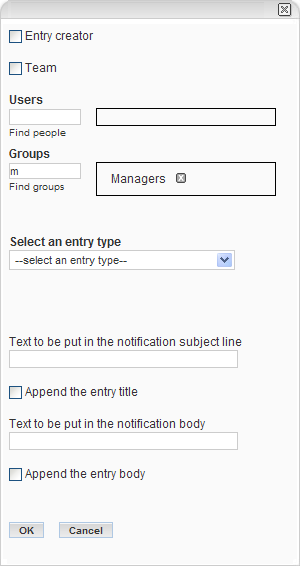 Entry creator
Team
Users
Find people
Groups
m
Managers
Find groups
Select an entry type
--select an entry type--
Text to be put in the notification subject line
Append the entry title
Text to be put in the notification body
Append the entry body
OK Cancel